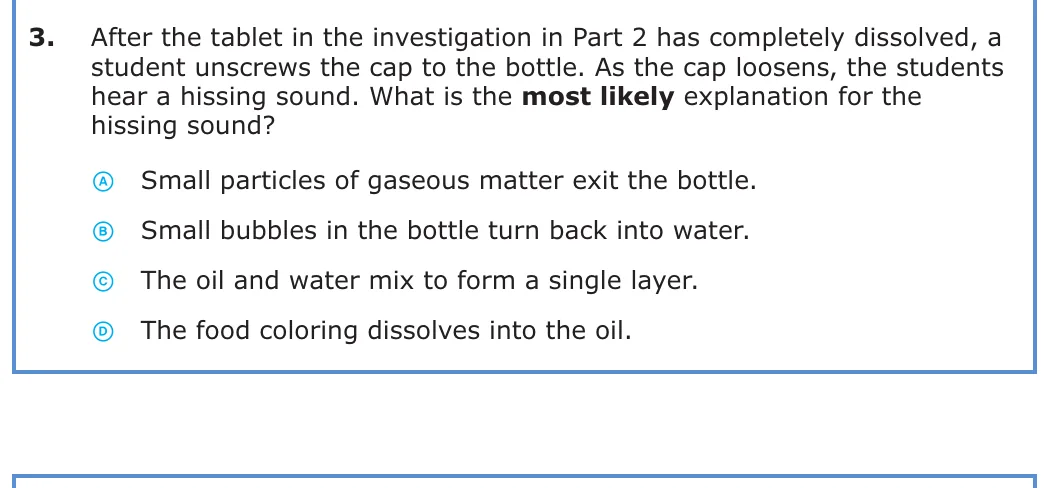 3. After the tablet in the investigation in Part 2 has completely dissolved, a
student unscrews the cap to the bottle. As the cap loosens, the students
hear a hissing sound. What is the most likely explanation for the
hissing sound?
A Small particles of gaseous matter exit the bottle.
B Small bubbles in the bottle turn back into water.
C The oil and water mix to form a single layer.
D The food coloring dissolves into the oil.